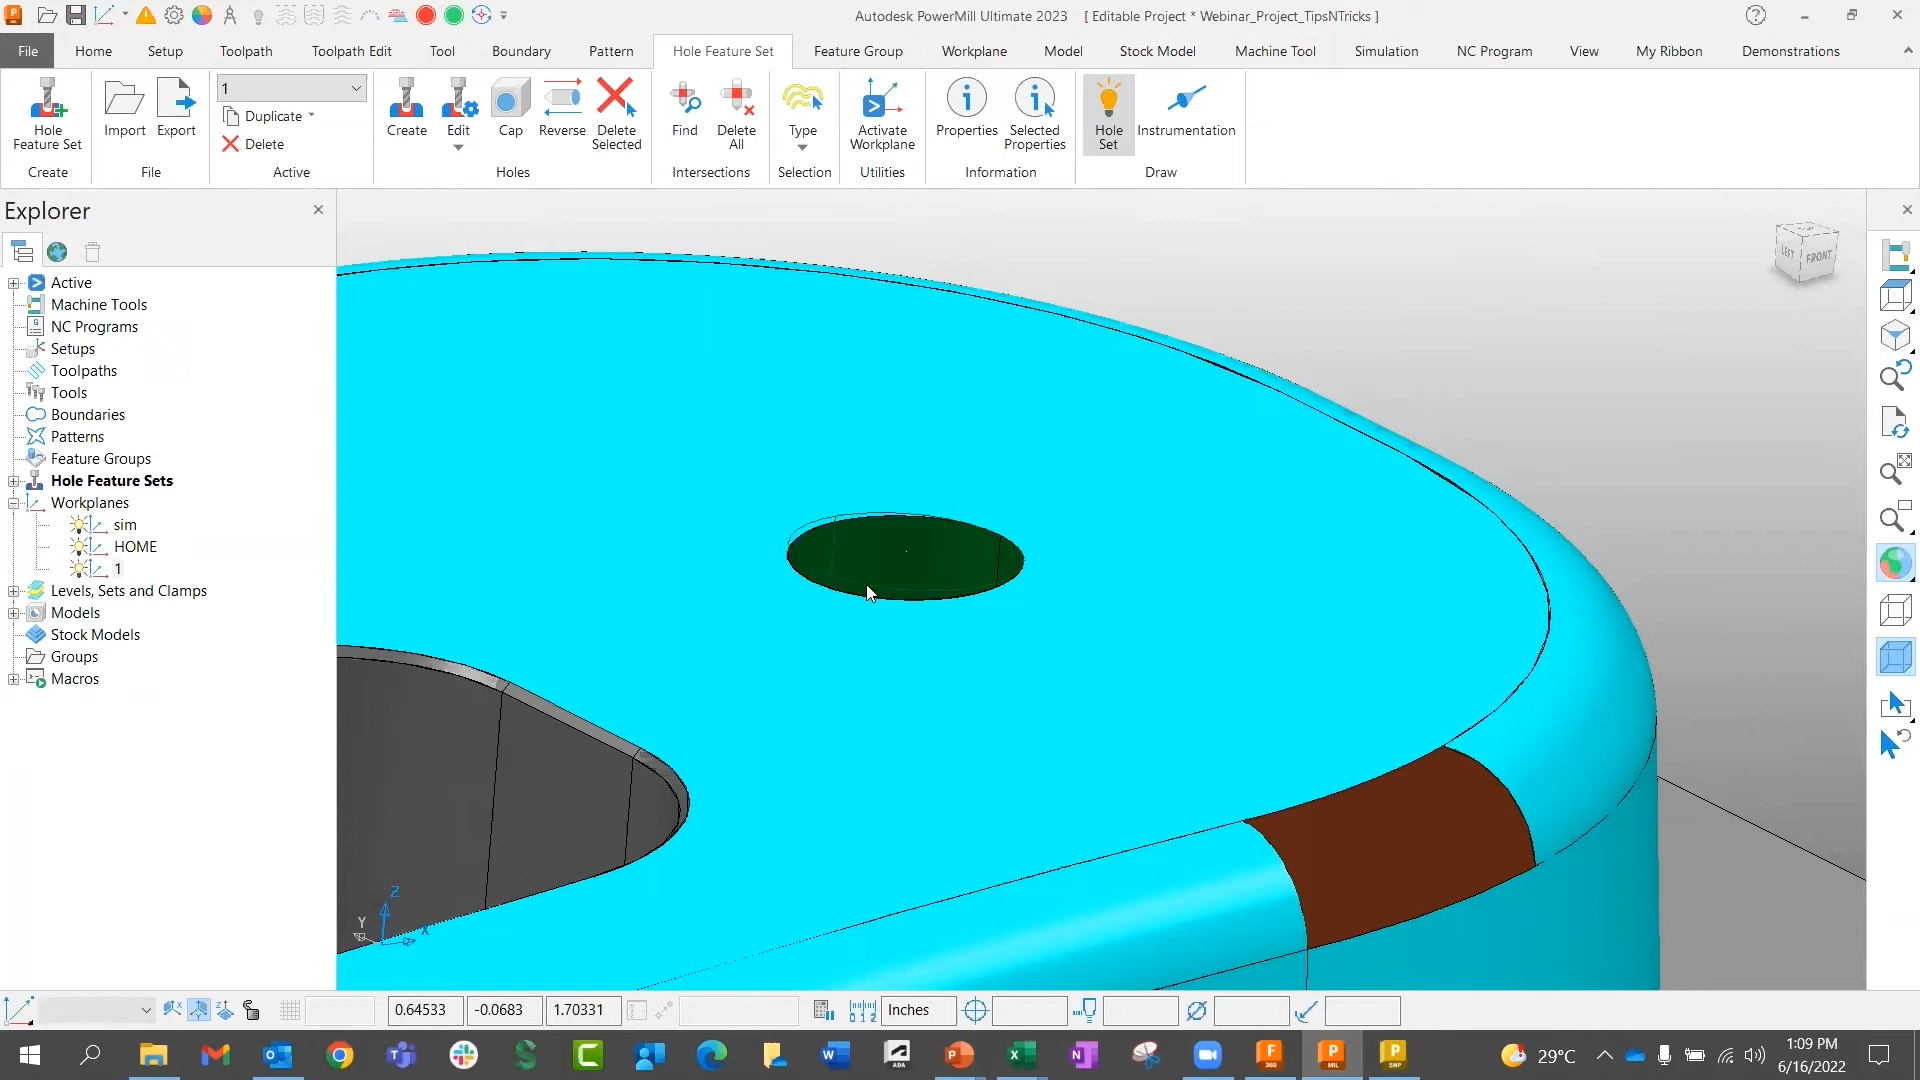 Autodesk PowerMill Ultimate 2023 [ Editable Project * Webinar_Project_TipsNTricks ]
File Home Setup Toolpath Toolpath Edit Tool Boundary Pattern Hole Feature Set Feature Group Workplane Model Stock Model Machine Tool Simulation NC Program View My Ribbon Demonstrations
Hole Feature Set
Create
Import
Export
File
1
Duplicate
Delete
Active
Create
Edit
Cap
Reverse
Delete Selected
Holes
Find
Delete All
Intersections
Type
Selection
Activate Workplane
Utilities
Properties
Selected Properties
Information
Hole Set
Instrumentation
Draw
Explorer
Active
Machine Tools
NC Programs
Setups
Toolpaths
Tools
Boundaries
Patterns
Feature Groups
Hole Feature Sets
Workplanes
sim
HOME
1
Levels, Sets and Clamps
Models
Stock Models
Groups
Macros
LEFT FRONT
Z
Y
X
0.64533 -0.0683 1.70331 Inches
29°C
1:09 PM
6/16/2022